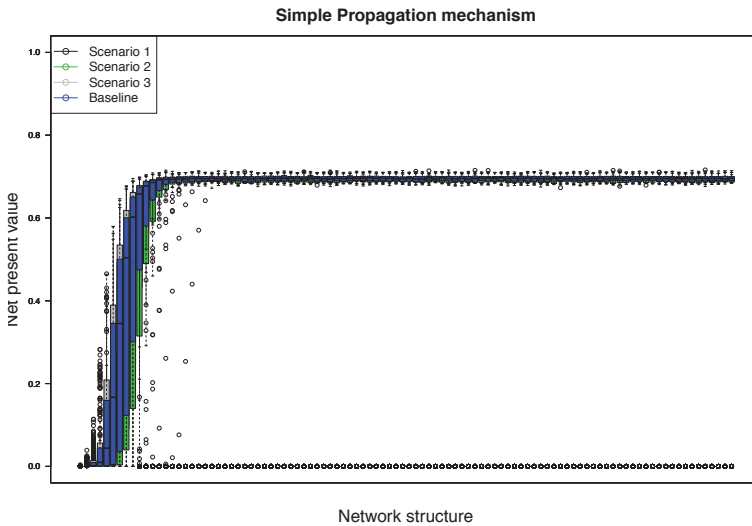 Simple Propagation mechanism
Scenario 1
Scenario 2
Scenario 3
Baseline
1.0
0.8
0.6
0.4
0.2
0.0
Net present value
Network structure